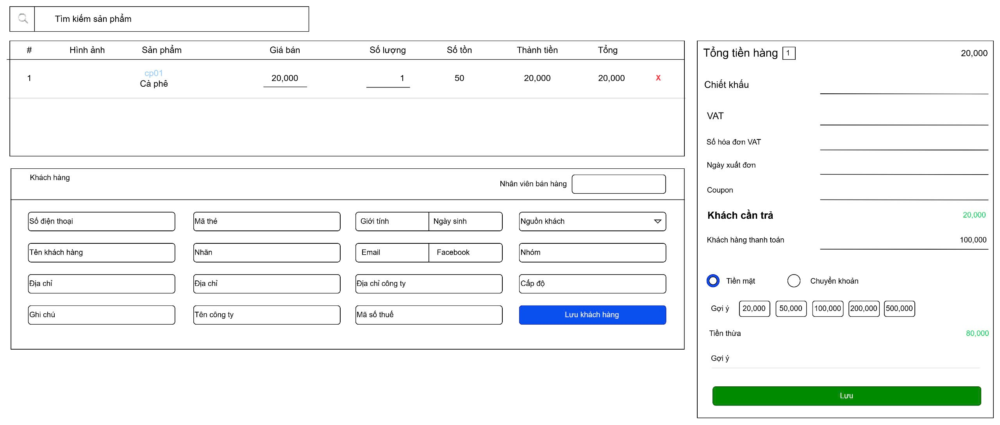 Tìm kiếm sản phẩm
# Hình ảnh Sản phẩm Giá bán Số lượng Số tồn Thành tiền Tổng
cp01
1 Cà phê 20,000 1 50 20,000 20,000 X
Khách hàng
Nhân viên bán hàng
Số điện thoại Mã thẻ Giới tính Ngày sinh Nguồn khách
Tên khách hàng Nhãn Email Facebook Nhóm
Địa chỉ Địa chỉ Địa chỉ công ty Cấp độ
Ghi chú Tên công ty Mã số thuế Lưu khách hàng
Tổng tiền hàng 1 20,000
Chiết khấu
VAT
Số hóa đơn VAT
Ngày xuất đơn
Coupon
Khách cần trả 20,000
Khách hàng thanh toán 100,000
Tiền mặt Chuyển khoản
Gợi ý 20,000 50,000 100,000 200,000 500,000
Tiền thừa 80,000
Gợi ý
Lưu